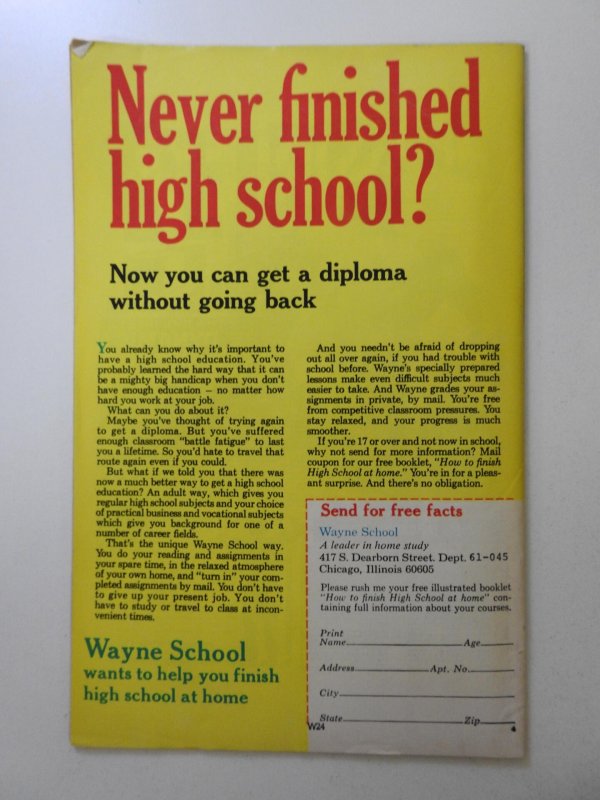 Never finished
high school?
Now you can get a diploma
without going back
You already know why it's important to
have a high school education. You've
probably learned the hard way that it can
be a mighty big handicap when you don't
have enough education — no matter how
hard you work at your job.
What can you do about it?
Maybe you've thought of trying again
to get a diploma. But you've suffered
enough classroom "battle fatigue" to last
you a lifetime. So you'd hate to travel that
route again even if you could.
But what if we told you that there was
now a much better way to get a high school
education? An adult way, which gives you
regular high school subjects and your choice
of practical business and vocational subjects
which give you background for one of a
number of career fields.
That's the unique Wayne School way.
You do your reading and assignments in
your spare time, in the relaxed atmosphere
of your own home, and "turn in" your com-
pleted assignments by mail. You don't have
to give up your present job. You don't
have to study or travel to class at incon-
venient times.
Wayne School
wants to help you finish
high school at home
And you needn't be afraid of dropping
out all over again, if you had trouble with
school before. Wayne's specially prepared
lessons make even difficult subjects much
easier to take. And Wayne grades your as-
signments in private, by mail. You're free
from competitive classroom pressures. You
stay relaxed, and your progress is much
smoother.
If you're 17 or over and not now in school,
why not send for more information? Mail
coupon for our free booklet, "How to finish
High School at home." You're in for a pleas-
ant surprise. And there's no obligation.
Send for free facts
Wayne School
A leader in home study
417 S. Dearborn Street. Dept. 61-045
Chicago, Illinois 60605
Please rush me your free illustrated booklet
"How to finish High School at home" con-
taining full information about your courses.
Print
Name Age
Address Apt. No.
City
State Zip
W24 4